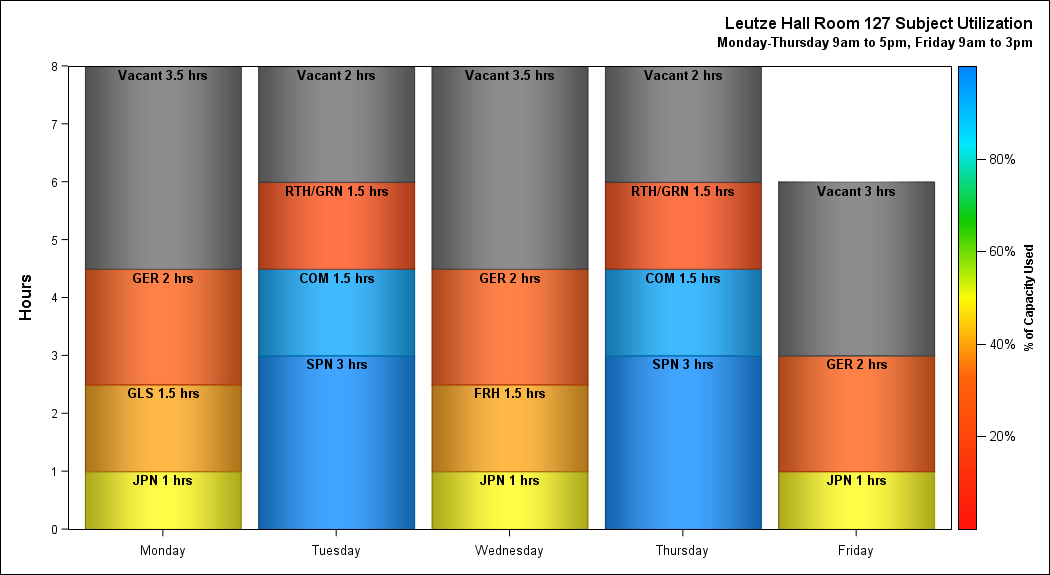 Leutze Hall Room 127 Subject Utilization
Monday-Thursday 9am to 5pm, Friday 9am to 3pm
Hours
8
7
6
5
4
3
2
1
0
Vacant 3.5 hrs
GER 2 hrs
GLS 1.5 hrs
JPN 1 hrs
Vacant 2 hrs
RTH/GRN 1.5 hrs
COM 1.5 hrs
SPN 3 hrs
Vacant 3.5 hrs
GER 2 hrs
FRH 1.5 hrs
JPN 1 hrs
Vacant 2 hrs
RTH/GRN 1.5 hrs
COM 1.5 hrs
SPN 3 hrs
Vacant 3 hrs
GER 2 hrs
JPN 1 hrs
Monday
Tuesday
Wednesday
Thursday
Friday
80%
60%
40%
20%
% of Capacity Used